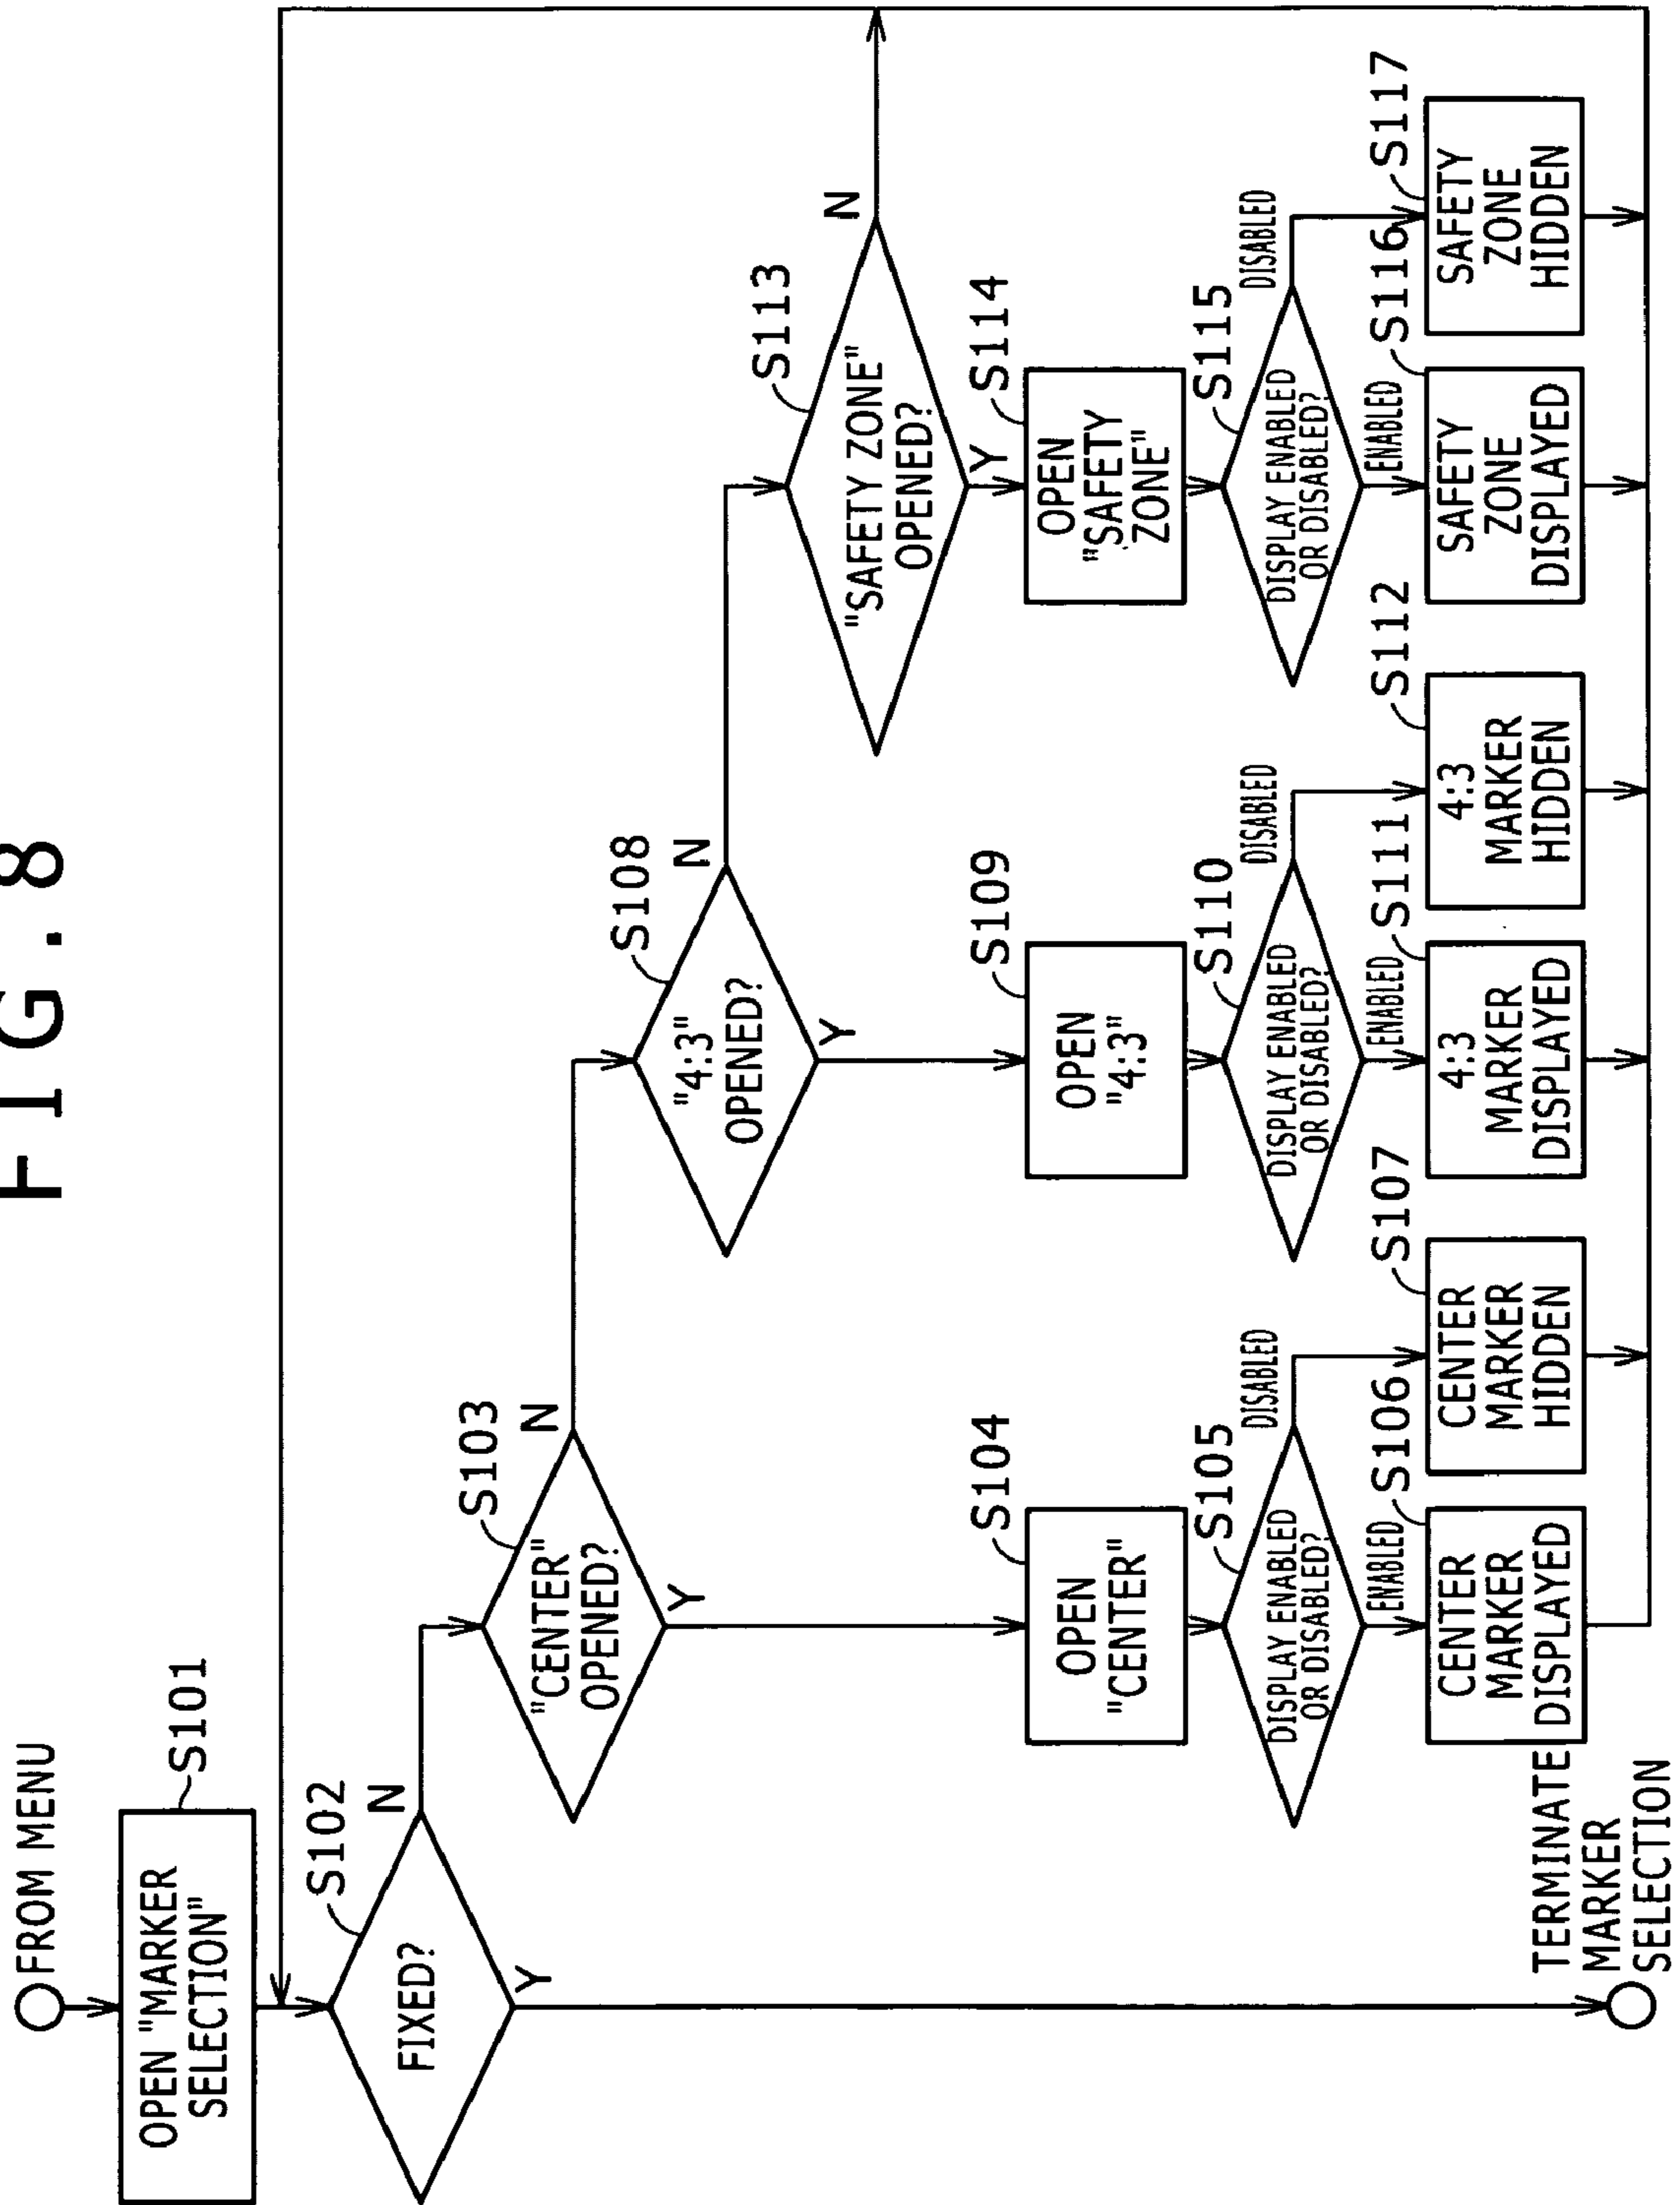 FIG.8
FROM MENU
OPEN "MARKER
SELECTION"
S101
FIXED?
S102
N
Y
"CENTER"
OPENED?
S103
N
Y
"4:3"
OPENED?
S108
N
Y
"SAFETY ZONE"
OPENED?
S113
N
Y
OPEN
"CENTER"
S104
OPEN
"4:3"
S109
OPEN
"SAFETY
ZONE"
S114
DISPLAY ENABLED
OR DISABLED?
S105
DISABLED
ENABLED
DISPLAY ENABLED
OR DISABLED?
S110
DISABLED
ENABLED
DISPLAY ENABLED
OR DISABLED?
S115
DISABLED
ENABLED
CENTER
MARKER
DISPLAYED
S106
CENTER
MARKER
HIDDEN
S107
4:3
MARKER
DISPLAYED
S111
4:3
MARKER
HIDDEN
S112
SAFETY
ZONE
DISPLAYED
S116
SAFETY
ZONE
HIDDEN
S117
TERMINATE
MARKER
SELECTION